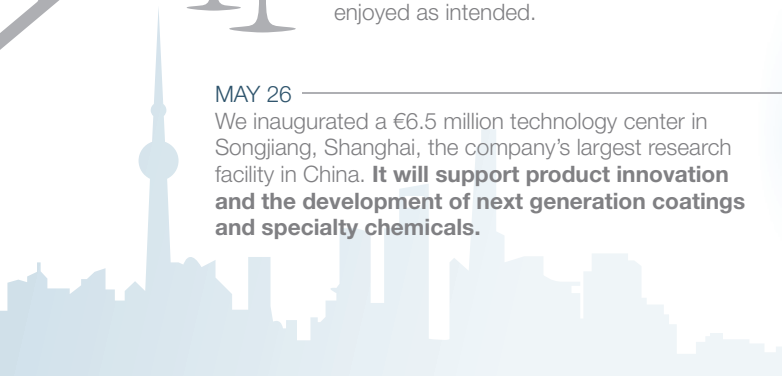 enjoyed as intended.
MAY 26
We inaugurated a €6.5 million technology center in
Songjiang, Shanghai, the company’s largest research
facility in China. It will support product innovation
and the development of next generation coatings
and specialty chemicals.